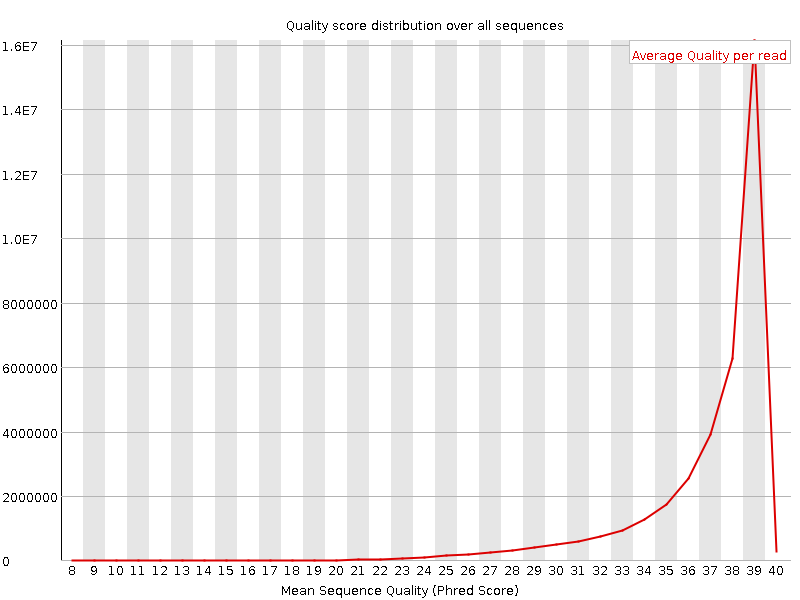 Quality score distribution over all sequences
1.6E7
Average Quality per read
1.4E7
1.2E7
1.0E7
8000000
6000000
4000000
2000000
0
8 9 10 11 12 13 14 15 16 17 18 19 20 21 22 23 24 25 26 27 28 29 30 31 32 33 34 35 36 37 38 39 40
Mean Sequence Quality (Phred Score)